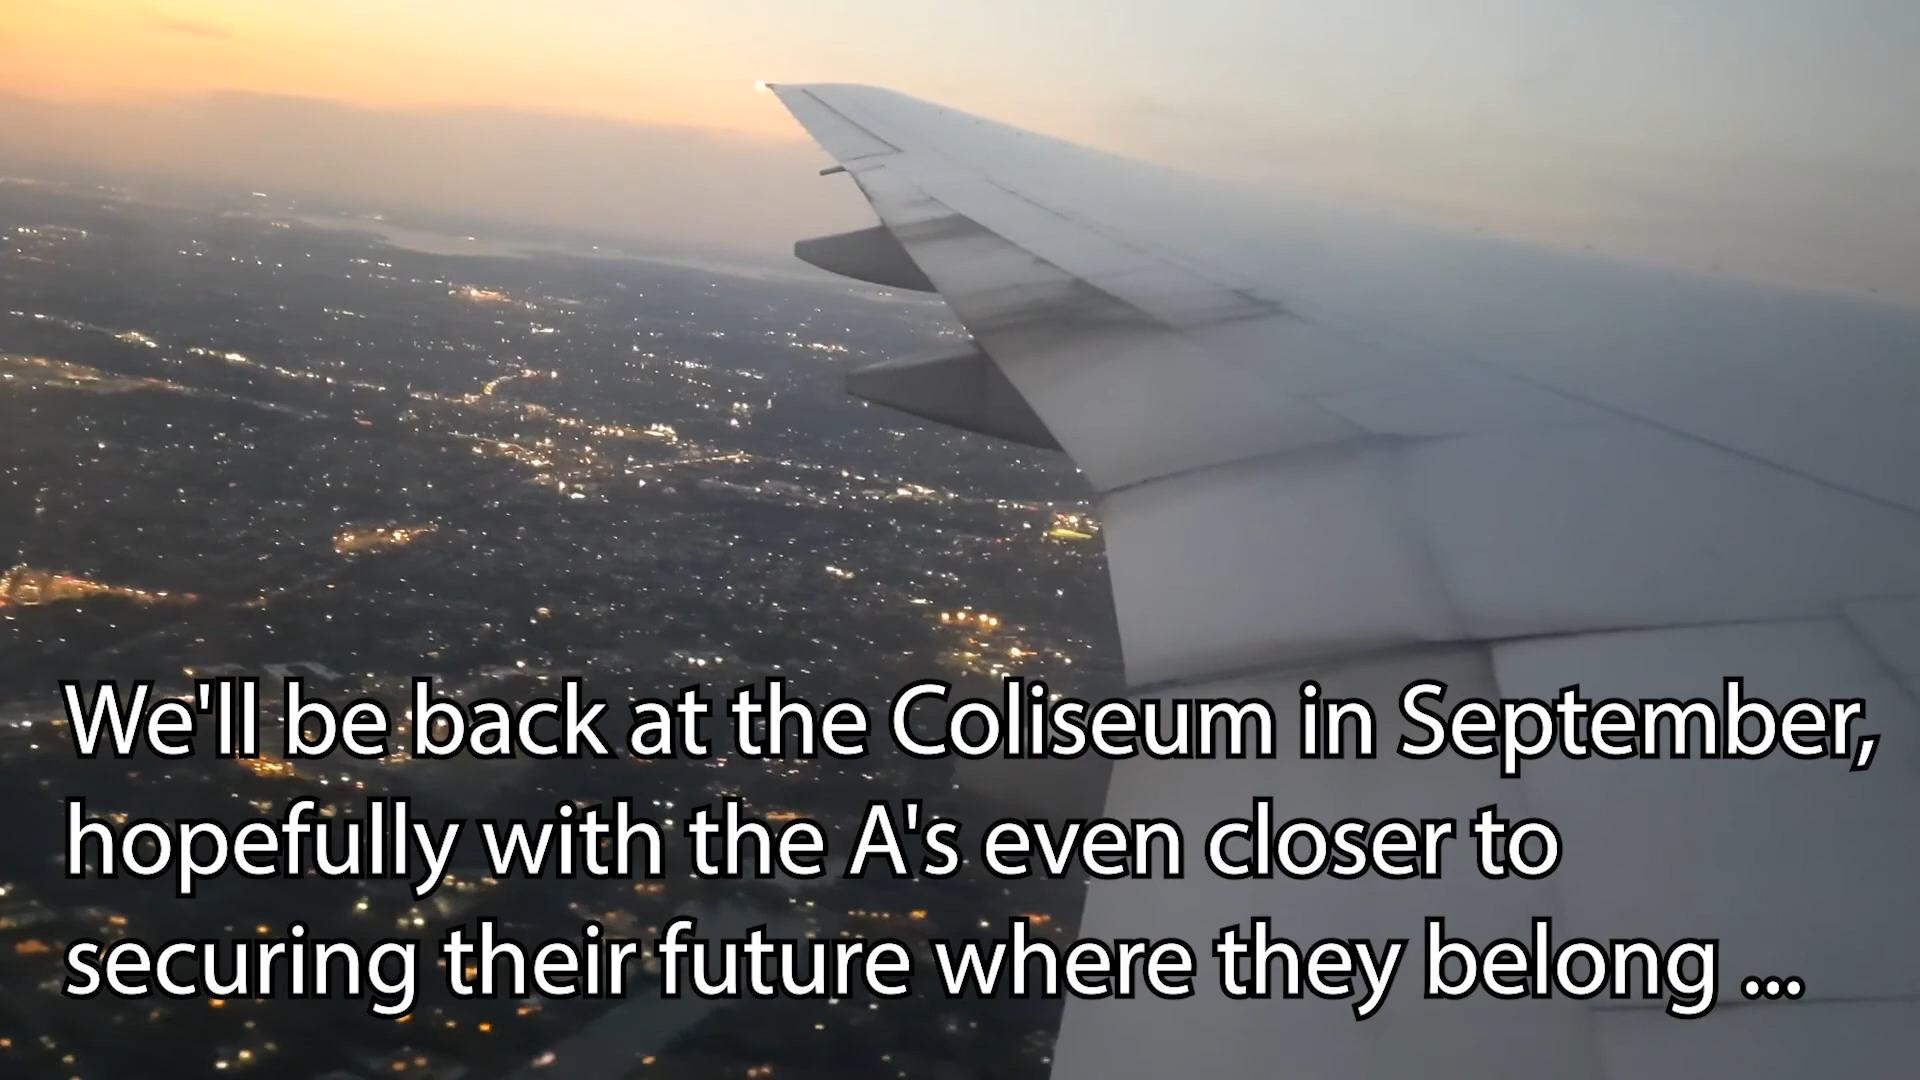 We'll be back at the Coliseum in September,
hopefully with the A's even closer to
securing their future where they belong ...